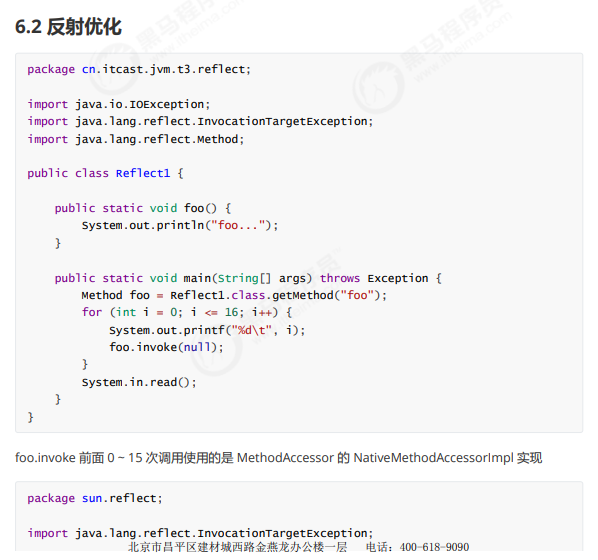 6.2 反射优化
package cn.itcast.jvm.t3.reflect;
import java.io.IOException;
import java.lang.reflect.InvocationTargetException;
import java.lang.reflect.Method;
public class Reflect1 {
    public static void foo() {
        System.out.println("foo...");
    }
    public static void main(String[] args) throws Exception {
        Method foo = Reflect1.class.getMethod("foo");
        for (int i = 0; i <= 16; i++) {
            System.out.printf("%d\t", i);
            foo.invoke(null);
        }
        System.in.read();
    }
}
foo.invoke 前面 0 ~ 15 次调用使用的是 MethodAccessor 的 NativeMethodAccessorImpl 实现
package sun.reflect;
import java.lang.reflect.InvocationTargetException;
北京市昌平区建材城西路金燕龙办公楼一层 电话：400-618-9090